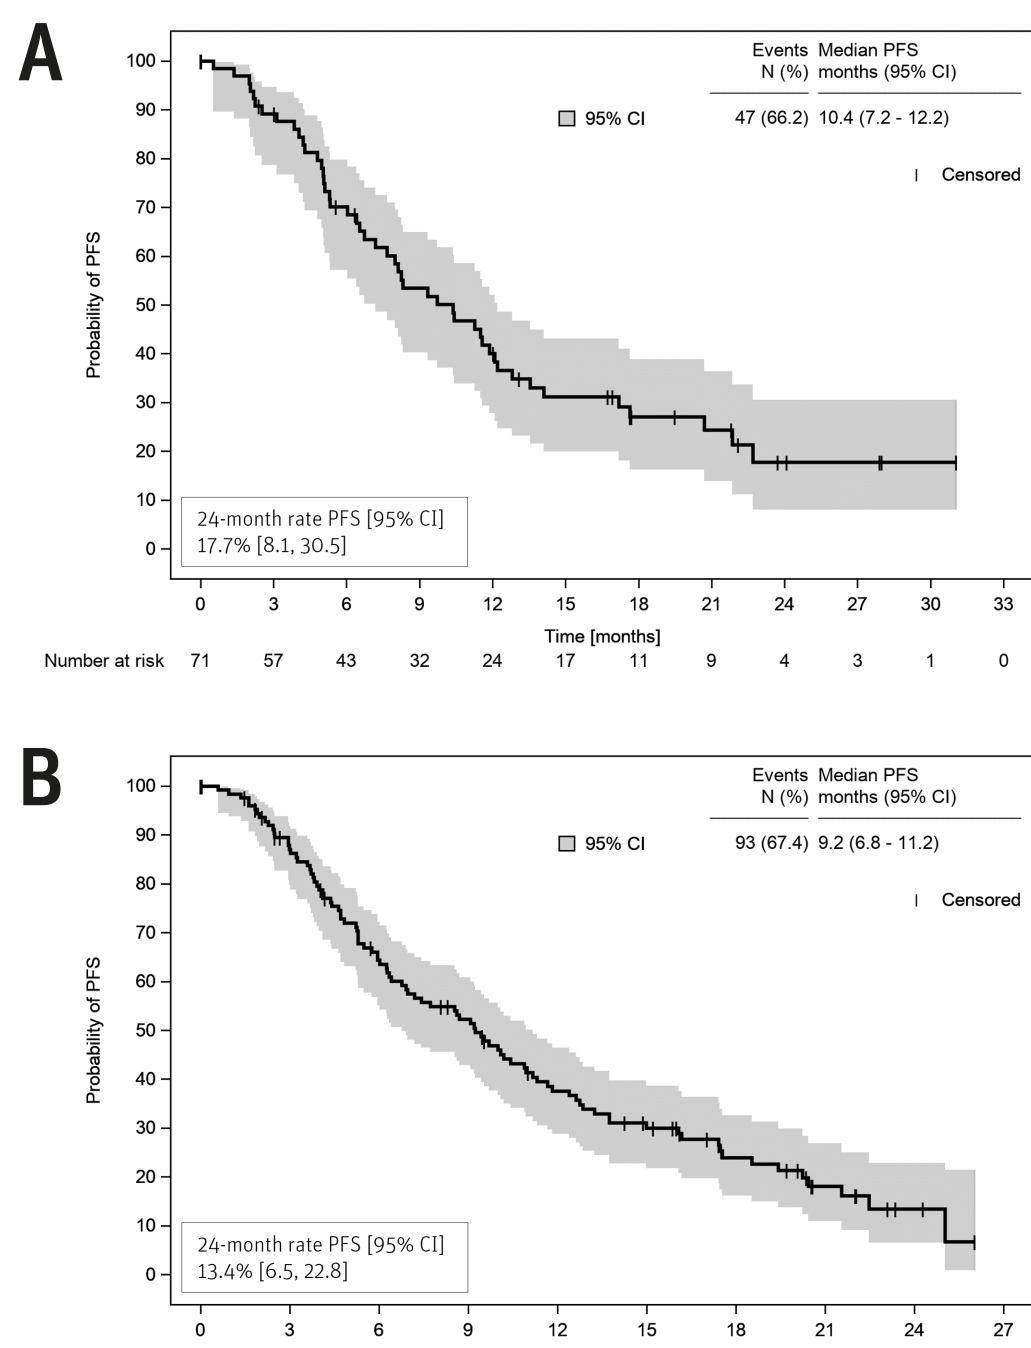 A
Events Median PFS
N (%) months (95% CI)
95% CI 47 (66.2) 10.4 (7.2 - 12.2)
Censored
Probability of PFS
100
90
80
70
60
50
40
30
20
10
0
24-month rate PFS [95% CI]
17.7% [8.1, 30.5]
0 3 6 9 12 15 18 21 24 27 30 33
Time [months]
Number at risk 71 57 43 32 24 17 11 9 4 3 1 0
B
Events Median PFS
N (%) months (95% CI)
95% CI 93 (67.4) 9.2 (6.8 - 11.2)
Censored
Probability of PFS
100
90
80
70
60
50
40
30
20
10
0
24-month rate PFS [95% CI]
13.4% [6.5, 22.8]
0 3 6 9 12 15 18 21 24 27